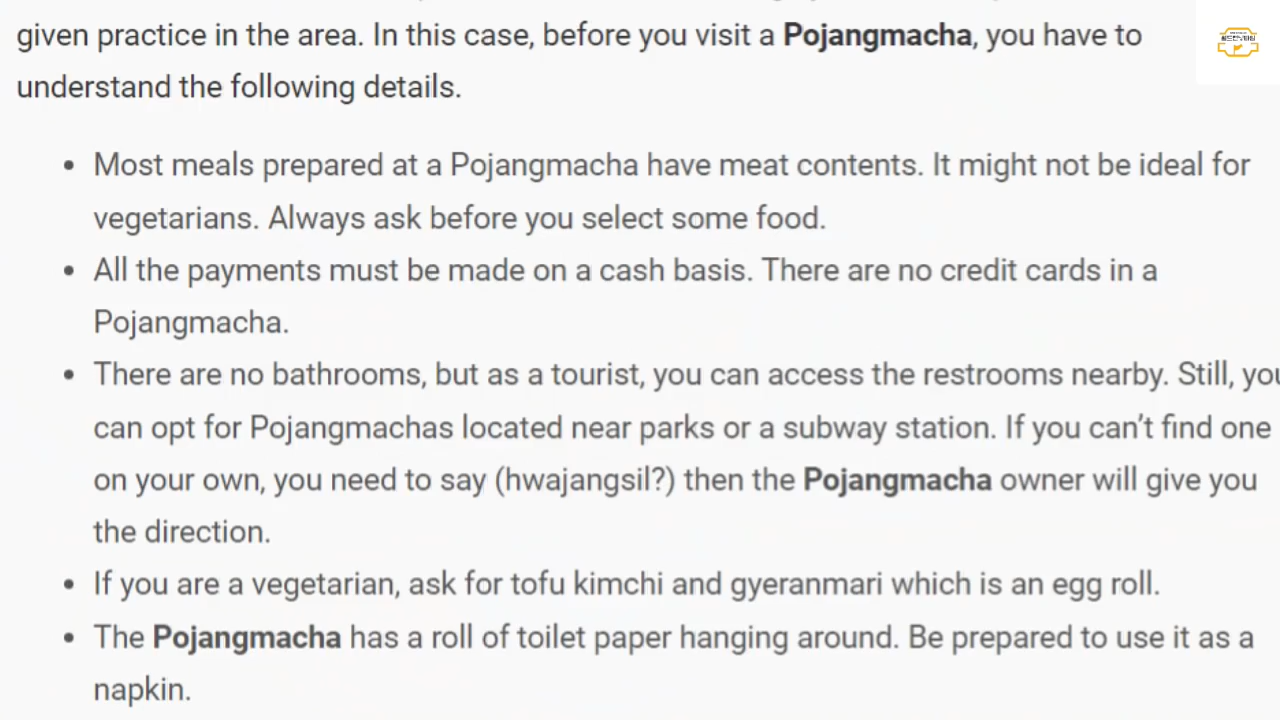 given practice in the area. In this case, before you visit a Pojangmacha, you have to
understand the following details.
Most meals prepared at a Pojangmacha have meat contents. It might not be ideal for
vegetarians. Always ask before you select some food.
All the payments must be made on a cash basis. There are no credit cards in a
Pojangmacha.
There are no bathrooms, but as a tourist, you can access the restrooms nearby. Still, you
can opt for Pojangmachas located near parks or a subway station. If you can’t find one
on your own, you need to say (hwajangsil?) then the Pojangmacha owner will give you
the direction.
If you are a vegetarian, ask for tofu kimchi and gyeranmari which is an egg roll.
The Pojangmacha has a roll of toilet paper hanging around. Be prepared to use it as a
napkin.